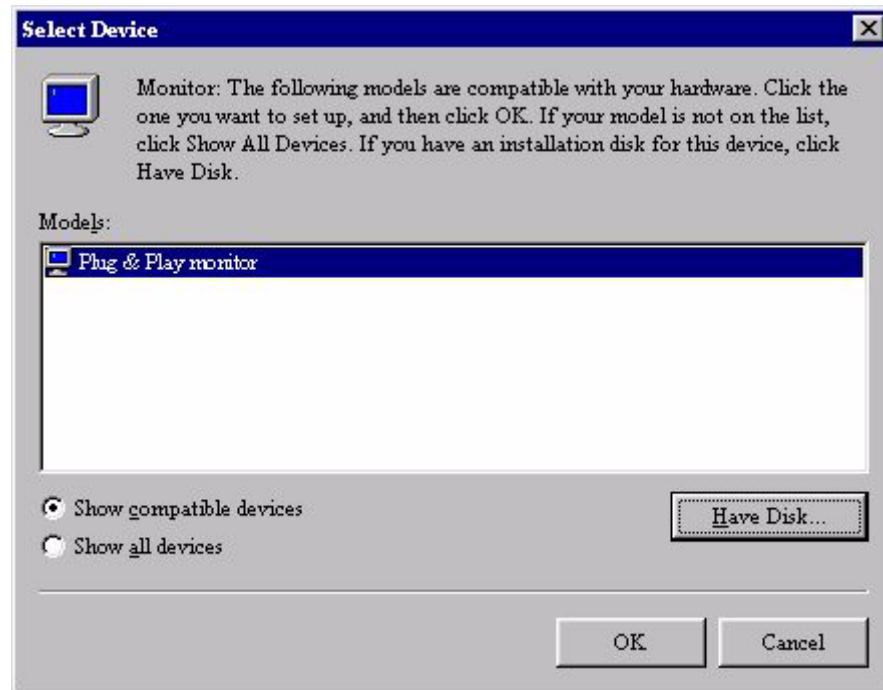 Select Device
Monitor: The following models are compatible with your hardware. Click the
one you want to set up, and then click OK. If your model is not on the list,
click Show All Devices. If you have an installation disk for this device, click
Have Disk.
Models:
Plug & Play monitor
Show compatible devices
Have Disk...
Show all devices
OK
Cancel